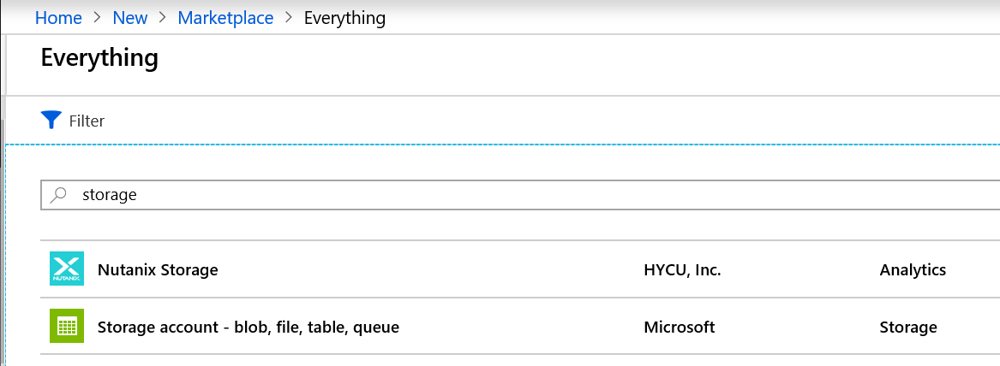 Home > New > Marketplace > Everything
Everything
Filter
storage
NUTANIX Nutanix Storage HYCU, Inc. Analytics
Storage account - blob, file, table, queue Microsoft Storage